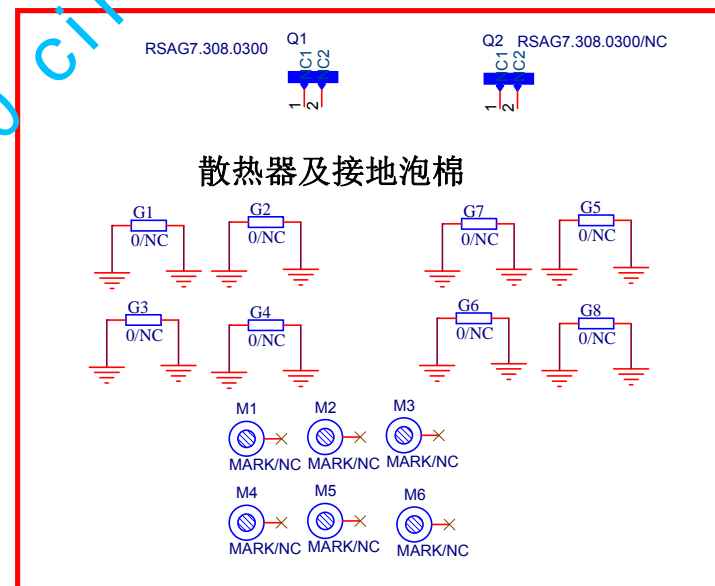 RSAG7.308.0300 Q1
NC1
NC2
1
2
Q2 RSAG7.308.0300/NC
NC1
NC2
1
2
散热器及接地泡棉
G1
0/NC
G2
0/NC
G7
0/NC
G5
0/NC
G3
0/NC
G4
0/NC
G6
0/NC
G8
0/NC
M1
MARK/NC
M2
MARK/NC
M3
MARK/NC
M4
MARK/NC
M5
MARK/NC
M6
MARK/NC